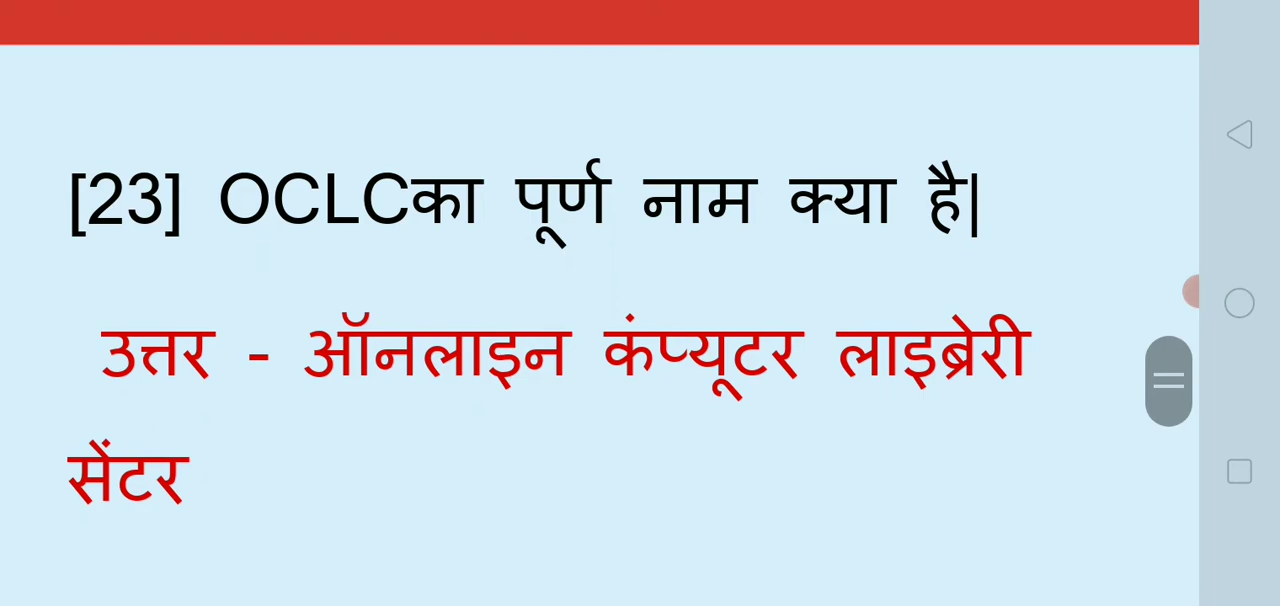 [23] OCLCका पूर्ण नाम क्या है|
उत्तर - ऑनलाइन कंप्यूटर लाइब्रेरी
सेंटर